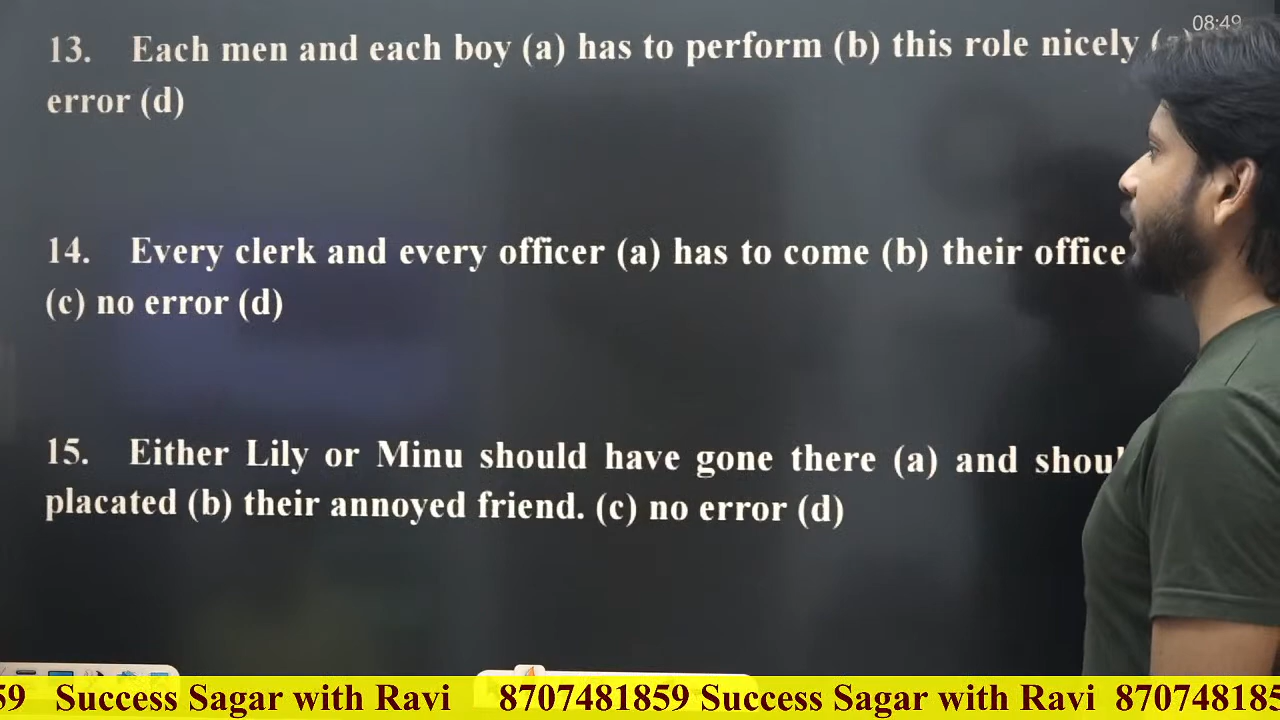 08:49
13. Each men and each boy (a) has to perform (b) this role nicely
error (d)
14. Every clerk and every officer (a) has to come (b) their office
(c) no error (d)
15. Either Lily or Minu should have gone there (a) and
placated (b) their annoyed friend. (c) no error (d)
59 Success Sagar with Ravi 8707481859 Success Sagar with Ravi 870748185